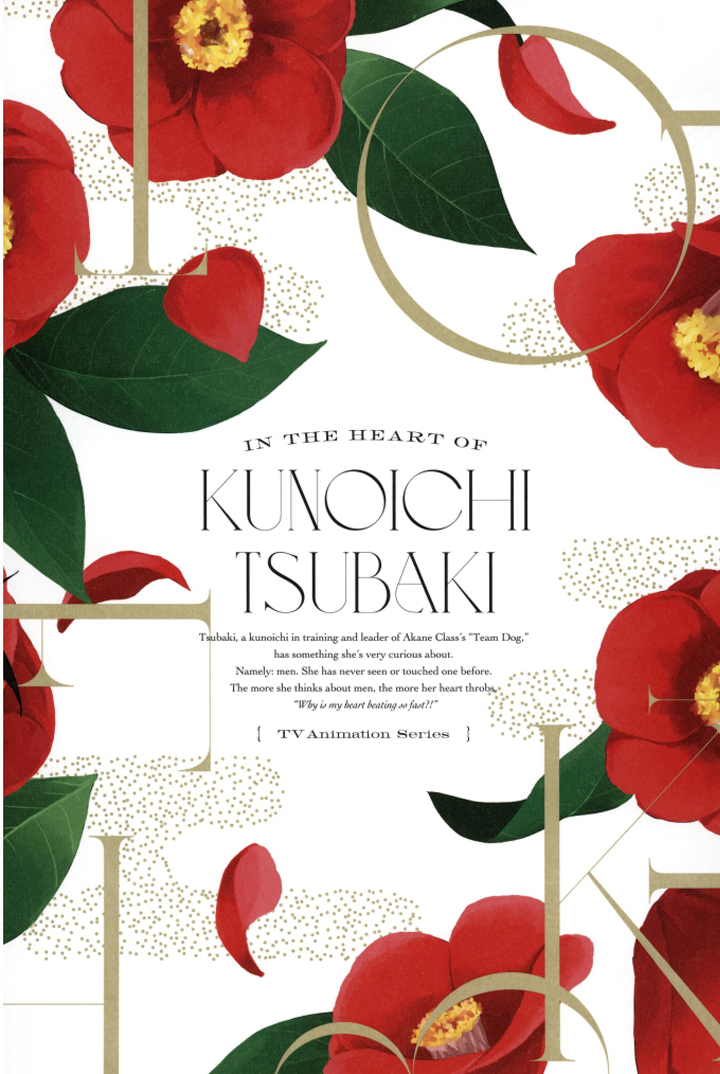 IN THE HEART OF
KUNOICHI
TSUBAKI
Tsubaki, a kunoichi in training and leader of Akane Class's “Team Dog,”
has something she's very curious about.
Namely: men. She has never seen or touched one before.
The more she thinks about men, the more her heart throbs.
“Why is my heart beating so fast?!”
{ TV Animation Series }